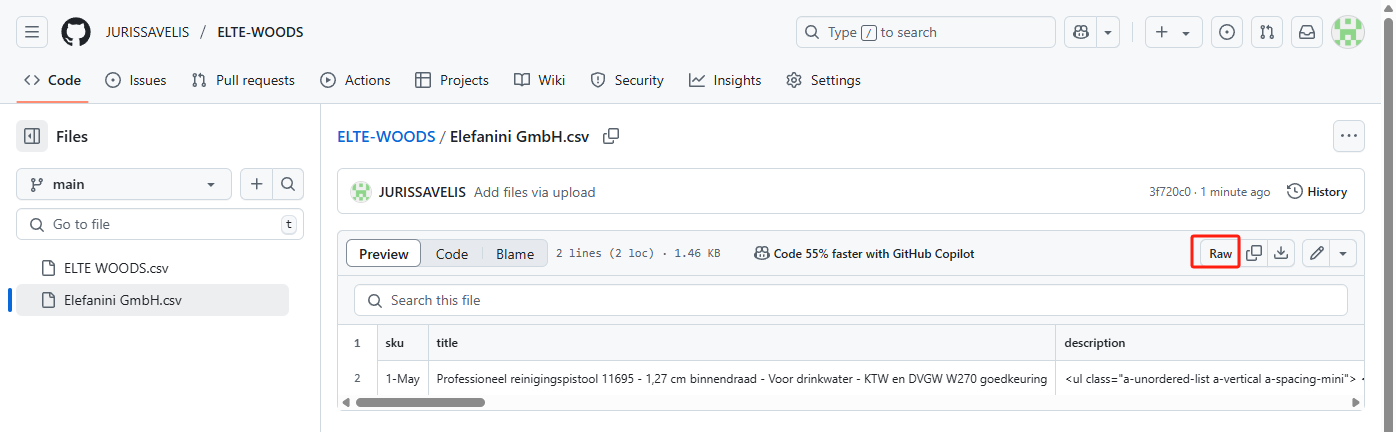 JURISSAVELIS / ELTE-WOODS
Type / to search
Code Issues Pull requests Actions Projects Wiki Security Insights Settings
Files
main
Go to file t
ELTE WOODS.csv
Elefanini GmbH.csv
ELTE-WOODS / Elefanini GmbH.csv
JURISSAVELIS Add files via upload
3f720c0 · 1 minute ago History
Preview Code Blame 2 lines (2 loc) · 1.46 KB Code 55% faster with GitHub Copilot Raw
Search this file
1 sku title description
2 1-May Professioneel reinigingspistool 11695 - 1,27 cm binnendraad - Voor drinkwater - KTW en DVGW W270 goedkeuring <ul class="a-unordered-list a-vertical a-spacing-mini"> <